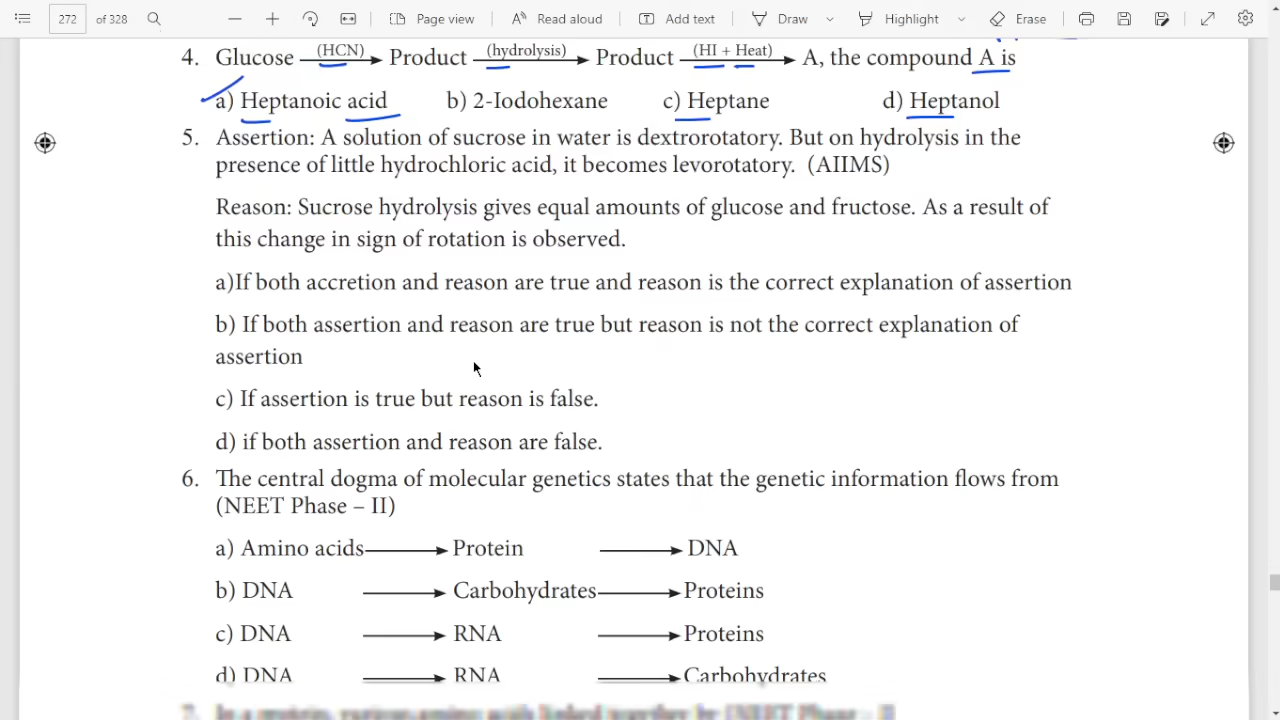 272 of 328 Page view Read aloud Add text Draw Highlight Erase
4. Glucose (HCN) Product (hydrolysis) Product (HI + Heat) A, the compound A is
a) Heptanoic acid b) 2-Iodohexane c) Heptane d) Heptanol
5. Assertion: A solution of sucrose in water is dextrorotatory. But on hydrolysis in the
presence of little hydrochloric acid, it becomes levorotatory. (AIIMS)
Reason: Sucrose hydrolysis gives equal amounts of glucose and fructose. As a result of
this change in sign of rotation is observed.
a)If both accretion and reason are true and reason is the correct explanation of assertion
b) If both assertion and reason are true but reason is not the correct explanation of
assertion
c) If assertion is true but reason is false.
d) if both assertion and reason are false.
6. The central dogma of molecular genetics states that the genetic information flows from
(NEET Phase – II)
a) Amino acids Protein DNA
b) DNA Carbohydrates Proteins
c) DNA RNA Proteins
d) DNA RNA Carbohydrates